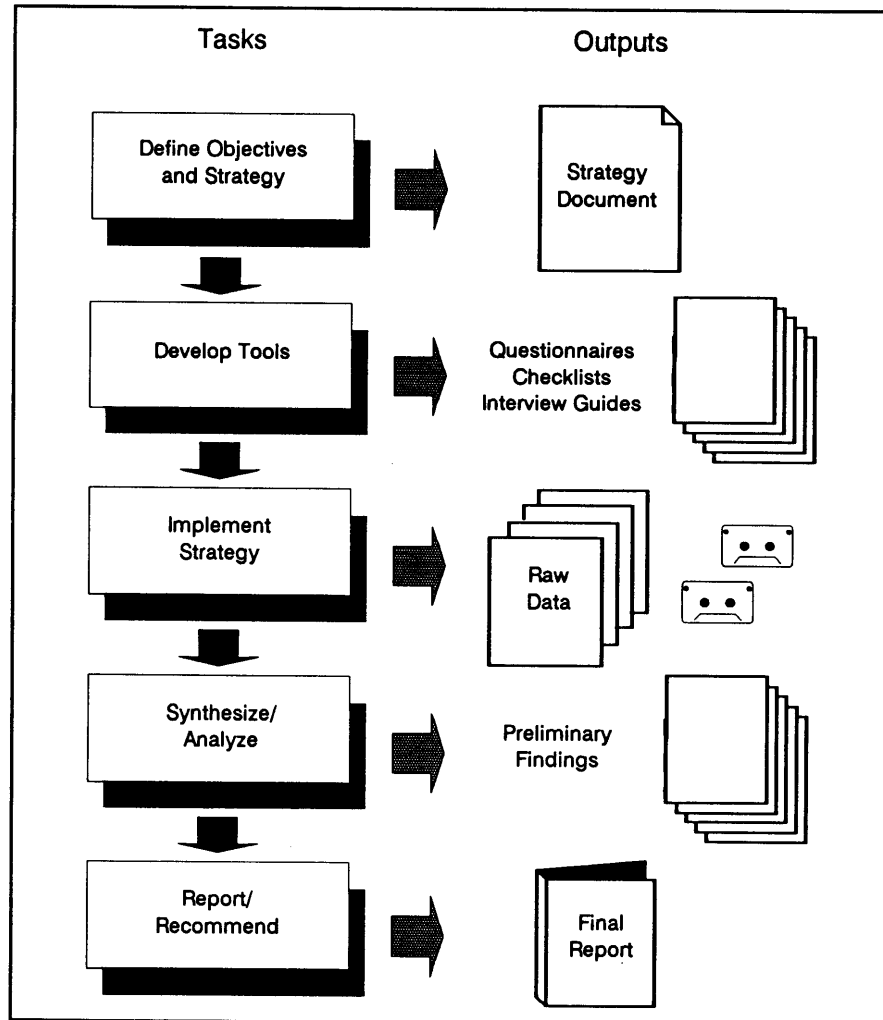 Tasks
Outputs
Define Objectives
and Strategy
Strategy
Document
Develop Tools
Questionnaires
Checklists
Interview Guides
Implement
Strategy
Raw
Data
Synthesize/
Analyze
Preliminary
Findings
Report/
Recommend
Final
Report